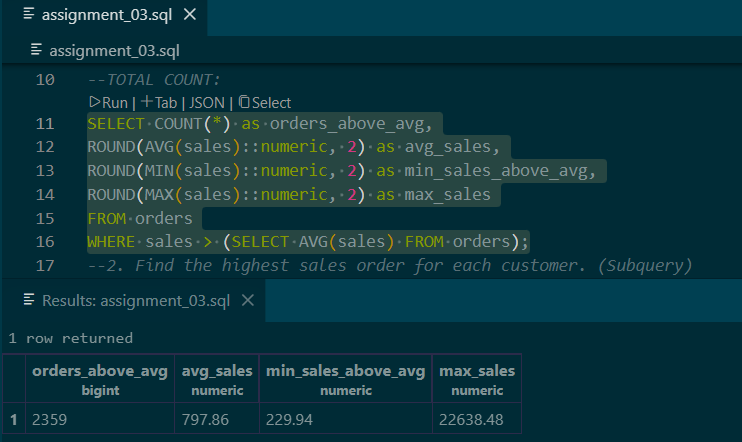 assignment_03.sql
assignment_03.sql
10 --TOTAL COUNT:
Run | Tab | JSON | Select
11 SELECT COUNT(*) as orders_above_avg,
12 ROUND(AVG(sales)::numeric, 2) as avg_sales,
13 ROUND(MIN(sales)::numeric, 2) as min_sales_above_avg,
14 ROUND(MAX(sales)::numeric, 2) as max_sales
15 FROM orders
16 WHERE sales > (SELECT AVG(sales) FROM orders);
17 --2. Find the highest sales order for each customer. (Subquery)
Results: assignment_03.sql
1 row returned
orders_above_avg avg_sales min_sales_above_avg max_sales
bigint numeric numeric numeric
1 2359 797.86 229.94 22638.48